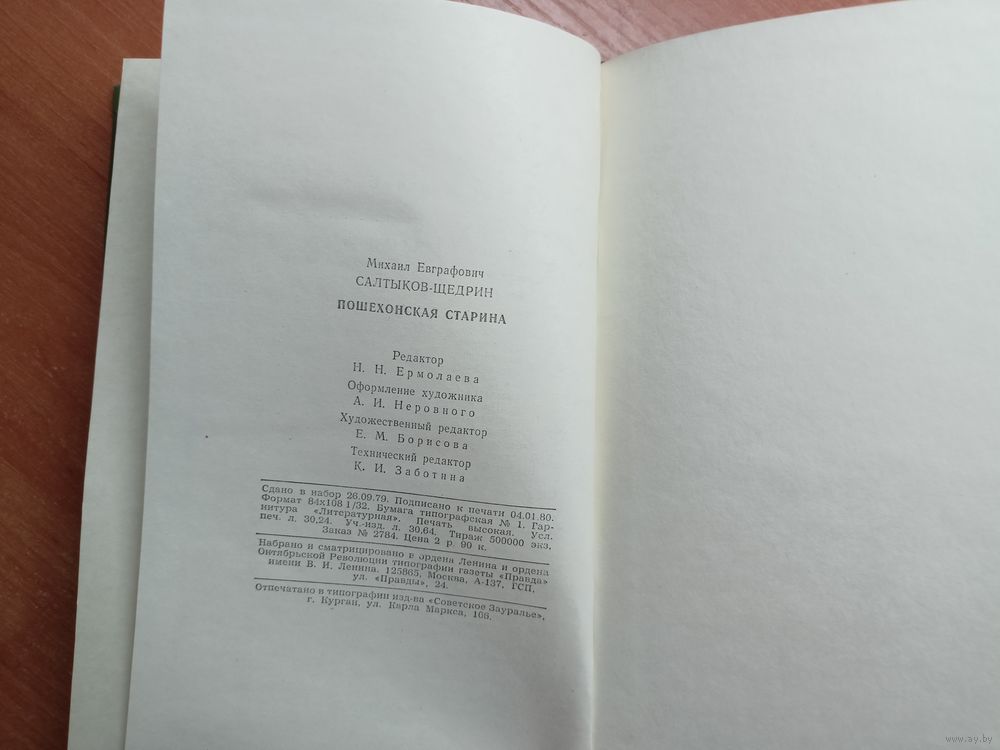 Михаил Евграфович
САЛТЫКОВ-ЩЕДРИН
ПОШЕХОНСКАЯ СТАРИНА
Редактор
Н. Н. Ермолаева
Оформление художника
А. И. Неровного
Художественный редактор
Е. М. Борисова
Технический редактор
К. И. Заботина
Сдано в набор 26.09.79. Подписано к печати 04.01.80.
Формат 84х108 1/32. Бумага типографская № 1. Гар-
нитура «Литературная». Печать высокая. Усл.
печ. л. 30,24. Уч.-изд. л. 30,64. Тираж 500000 экз.
Заказ № 2784. Цена 2 р. 90 к.
Набрано и сматрицировано в ордена Ленина и ордена
Октябрьской Революции типографии газеты «Правда»
имени В. И. Ленина. 125865, Москва, А-137, ГСП,
ул. «Правды», 24.
Отпечатано в типографии изд-ва «Советское Зауралье»,
г. Курган, ул. Карла Маркса, 106.
www.ay.by